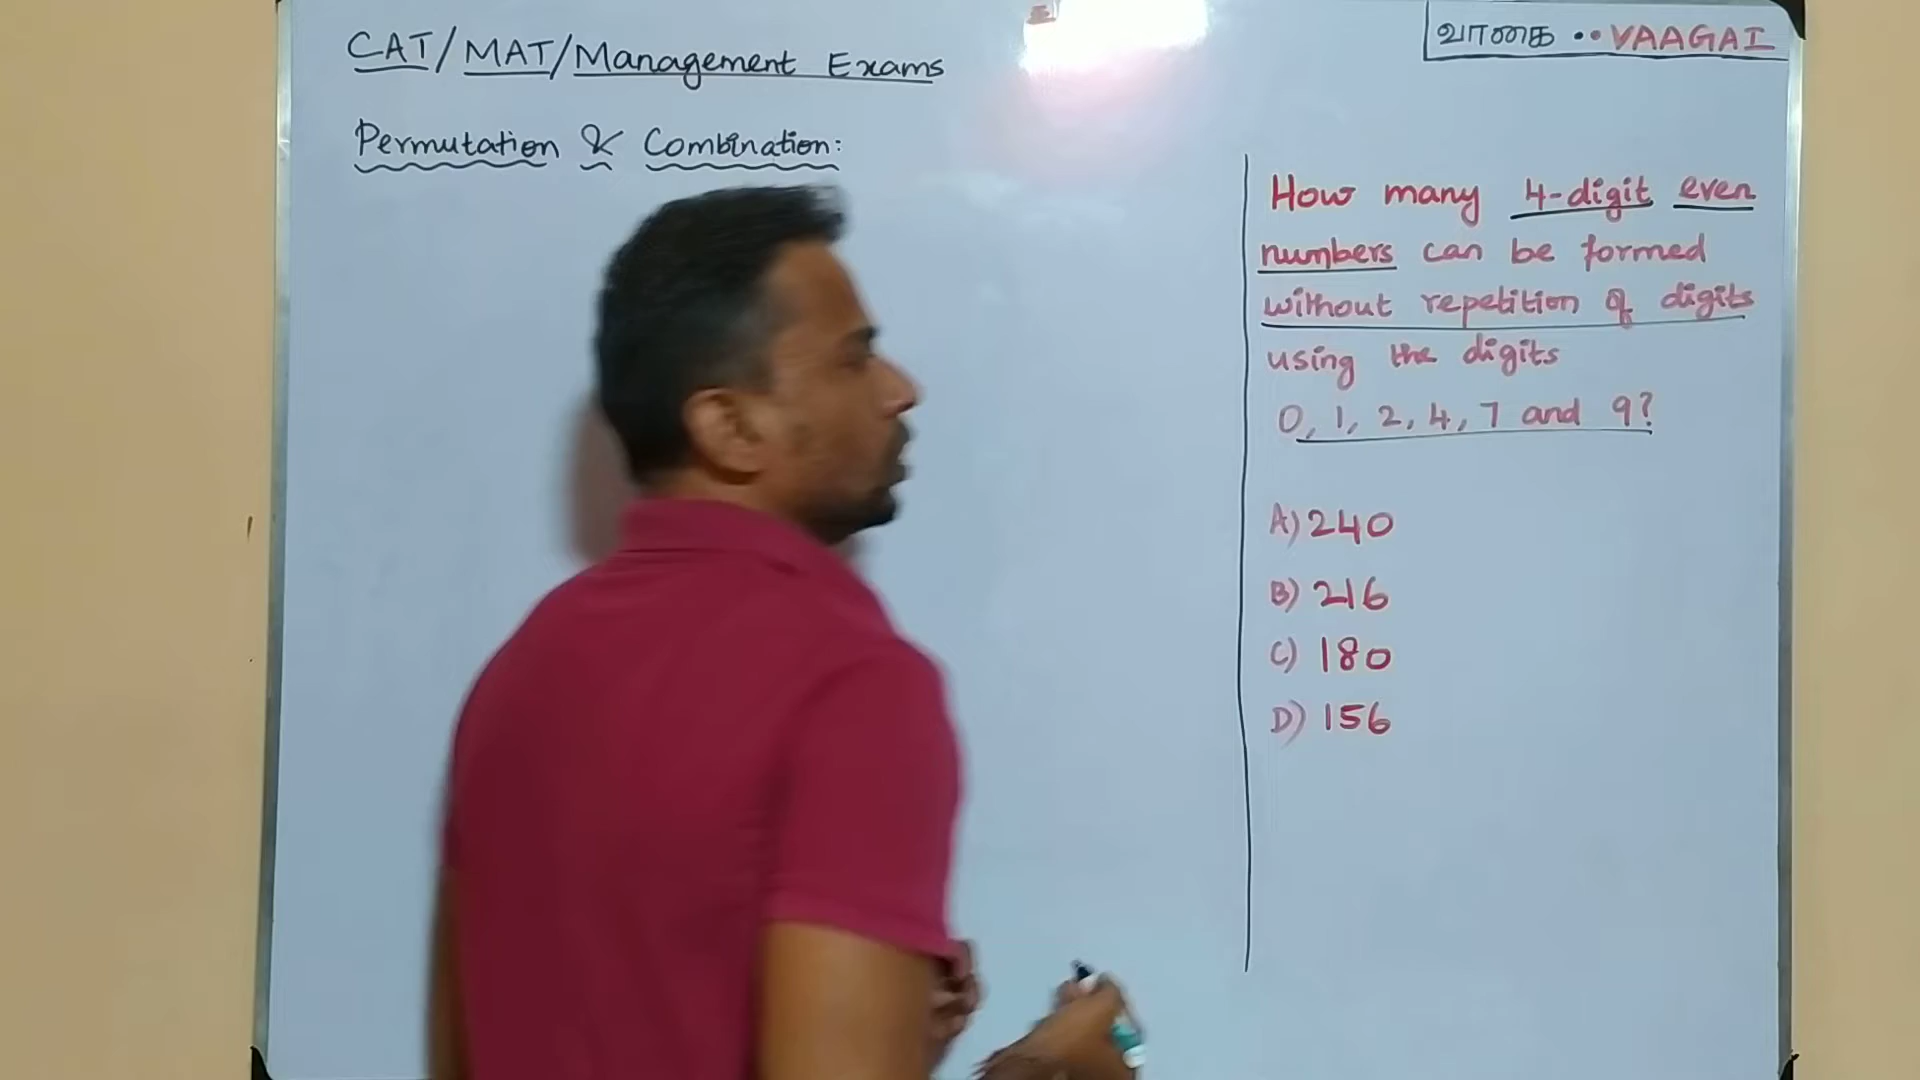 CAT/MAT/Management Exams
வாகை ..VAAGAI
Permutation & Combination:
How many 4-digit even
numbers can be formed
without repetition of digits
using the digits
0, 1, 2, 4, 7 and 9?
A) 240
B) 216
C) 180
D) 156